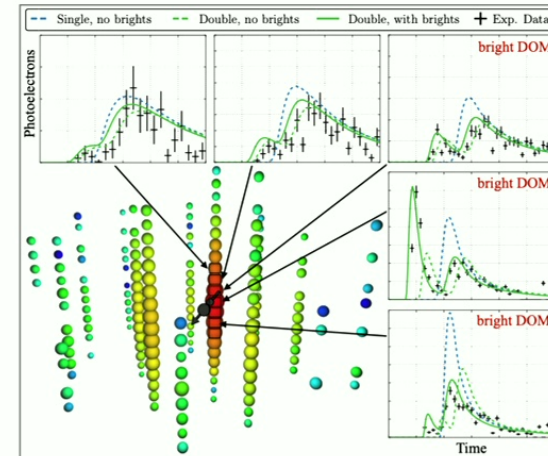 Single, no brights Double, no brights Double, with brights Exp. Data
Photoelectrons
bright DOM
bright DOM
bright DOM
Time